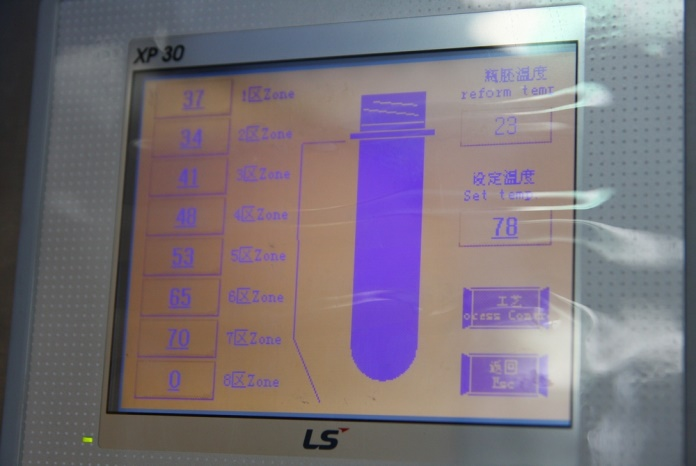 XP 30
37 1区Zone
34 2区Zone
41 3区Zone
48 4区Zone
53 5区Zone
65 6区Zone
70 7区Zone
0 8区Zone
瓶胚温度
reform temp
23
设定温度
Set temp
78
工艺
ocess Contr
返回
Esc
LS